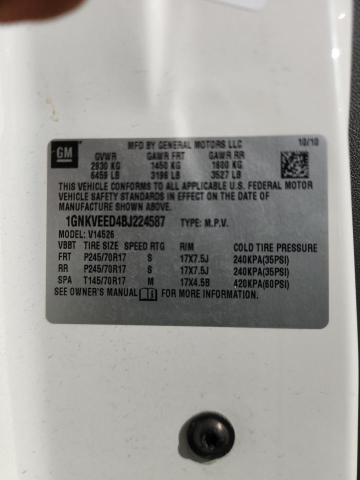 GM
MFD BY GENERAL MOTORS LLC 10/10
GVWR GAWR FRT GAWR RR
2930 KG 1450 KG 1600 KG
6459 LB 3196 LB 3527 LB
THIS VEHICLE CONFORMS TO ALL APPLICABLE U.S. FEDERAL MOTOR
VEHICLE SAFETY AND THEFT PREVENTION STANDARDS IN
EFFECT ON THE DATE OF MANUFACTURE SHOWN ABOVE.
1GNKVEED4BJ224587 TYPE: M.P.V.
MODEL: V14526
VBBT TIRE SIZE SPEED RTG R/M COLD TIRE PRESSURE
FRT P245/70R17 S 17X7.5J 240KPA(35PSI)
RR P245/70R17 S 17X7.5J 240KPA(35PSI)
SPA T145/70R17 M 17X4.5B 420KPA(60PSI)
SEE OWNER'S MANUAL FOR MORE INFORMATION.